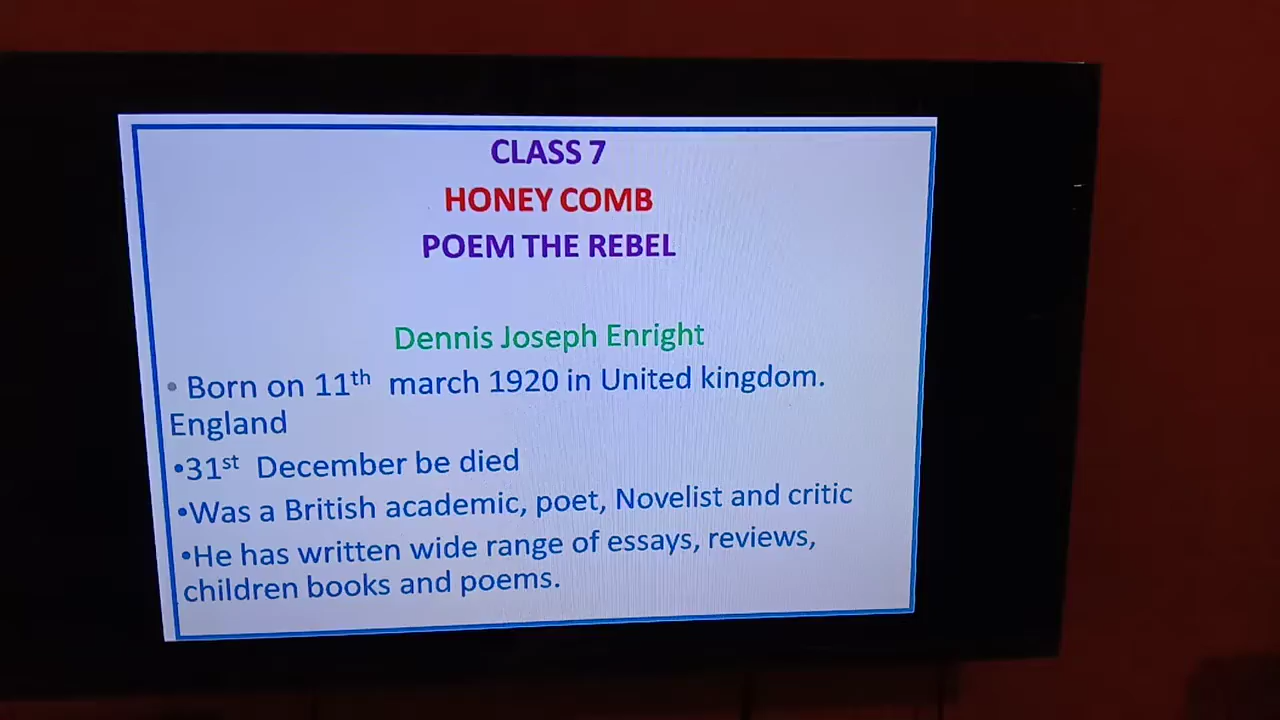 CLASS 7
HONEY COMB
POEM THE REBEL
Dennis Joseph Enright
• Born on 11th march 1920 in United kingdom.
England
•31st December be died
•Was a British academic, poet, Novelist and critic
•He has written wide range of essays, reviews,
children books and poems.